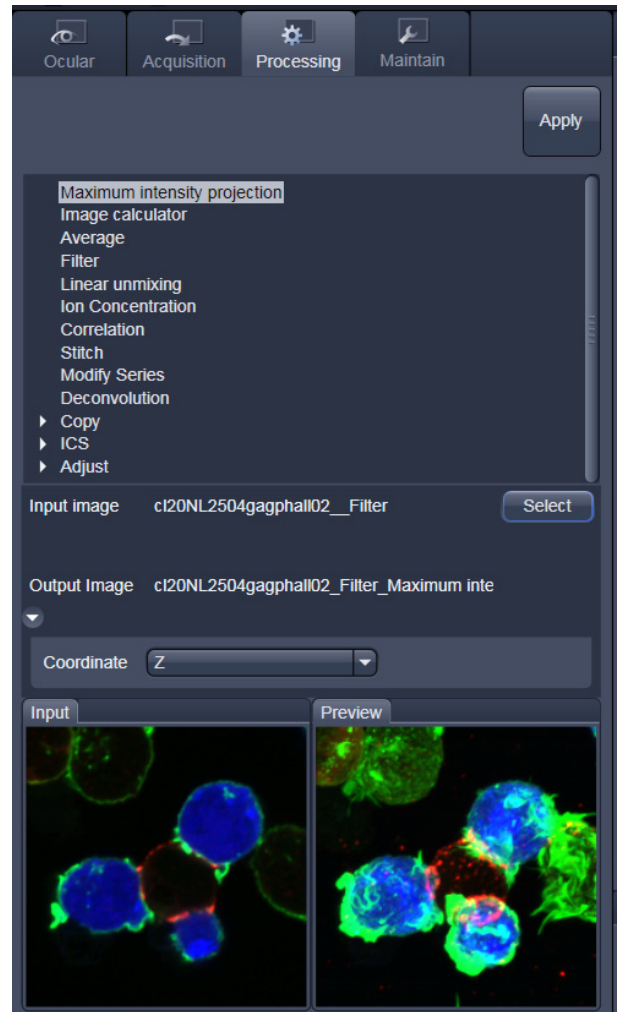 Ocular Acquisition Processing Maintain
Apply
Maximum intensity projection
Image calculator
Average
Filter
Linear unmixing
Ion Concentration
Correlation
Stitch
Modify Series
Deconvolution
Copy
ICS
Adjust
Input image cl20NL2504gagphall02__Filter Select
Output Image cl20NL2504gagphall02_Filter_Maximum inte
Coordinate Z
Input Preview